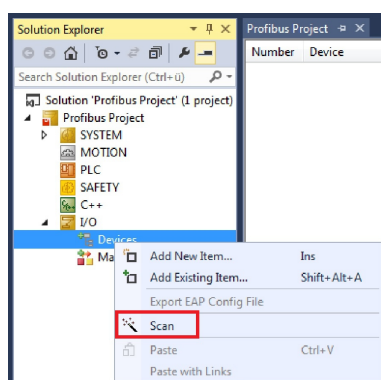 Solution Explorer
Profibus Project
Number Device
Search Solution Explorer (Ctrl+ü)
Solution 'Profibus Project' (1 project)
Profibus Project
SYSTEM
MOTION
PLC
SAFETY
C++
I/O
Devices
Ma
Add New Item... Ins
Add Existing Item... Shift+Alt+A
Export EAP Config File
Scan
Paste Ctrl+V
Paste with Links